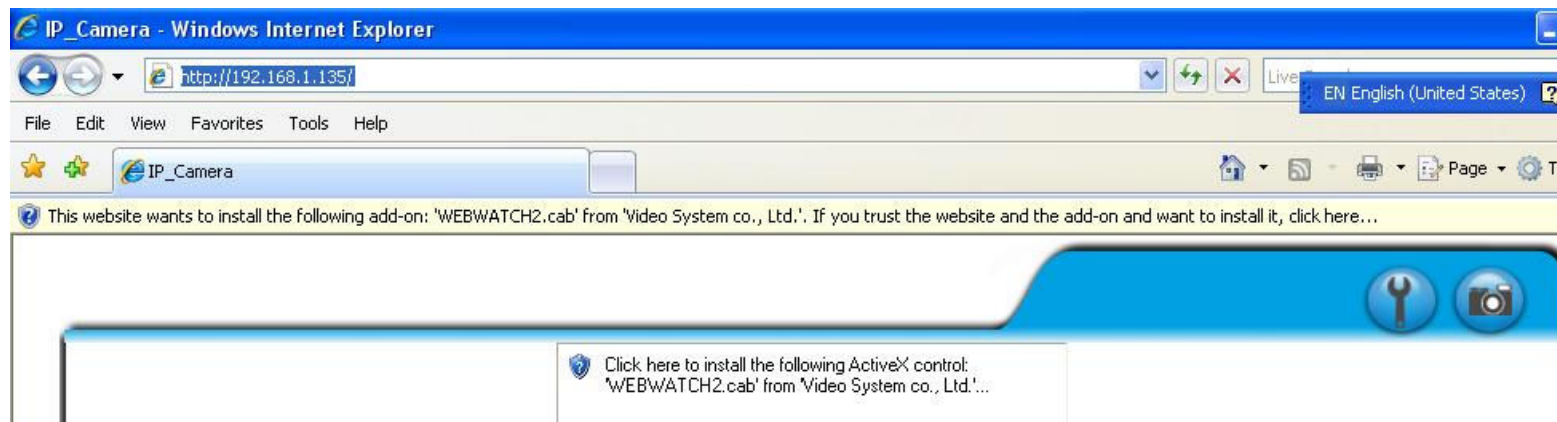 IP_Camera - Windows Internet Explorer
http://192.168.1.135/
Live
EN English (United States)
File Edit View Favorites Tools Help
IP_Camera
Page
This website wants to install the following add-on: 'WEBWATCH2.cab' from 'Video System co., Ltd.'. If you trust the website and the add-on and want to install it, click here...
Click here to install the following ActiveX control:
'WEBWATCH2.cab' from 'Video System co., Ltd.'...